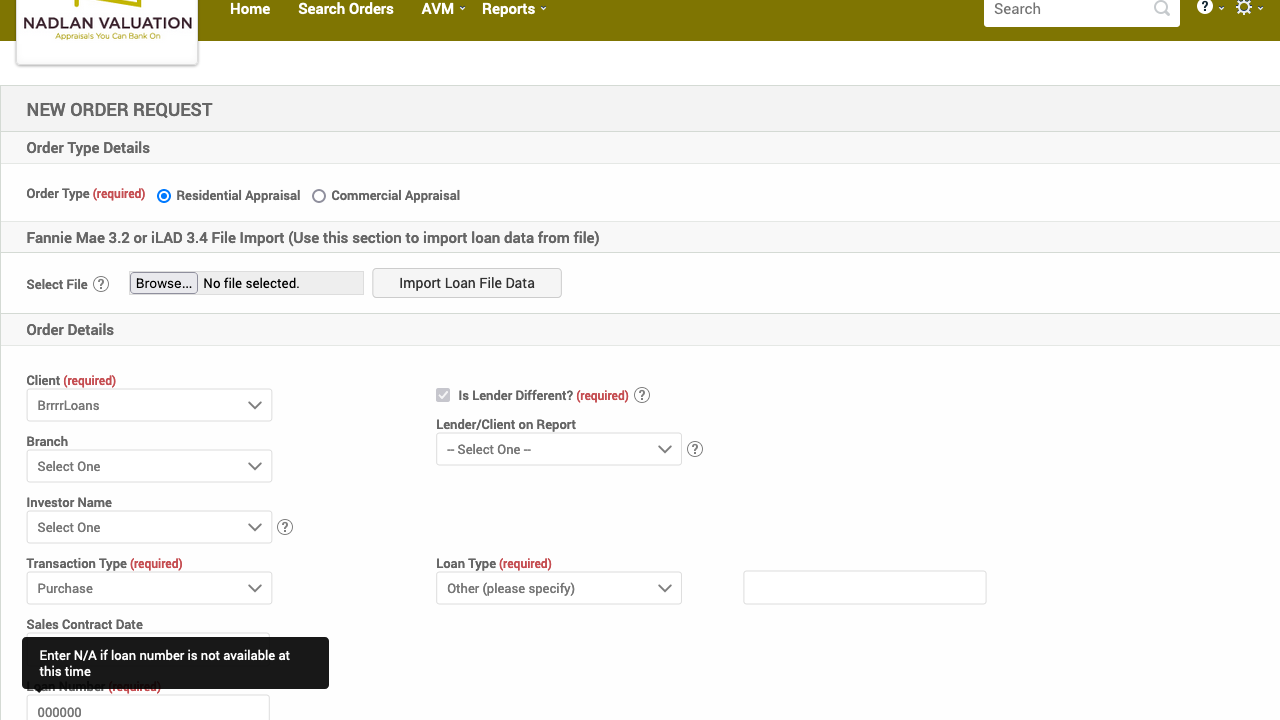 NADLAN VALUATION
Appraisals You Can Bank On
Home Search Orders AVM Reports
Search
?
NEW ORDER REQUEST
Order Type Details
Order Type (required) Residential Appraisal Commercial Appraisal
Fannie Mae 3.2 or iLAD 3.4 File Import (Use this section to import loan data from file)
Select File ? Browse... No file selected. Import Loan File Data
Order Details
Client (required)
BrrrrLoans
Is Lender Different? (required) ?
Lender/Client on Report
-- Select One -- ?
Branch
Select One
Investor Name
Select One ?
Transaction Type (required)
Purchase
Loan Type (required)
Other (please specify)
Sales Contract Date
Enter N/A if loan number is not available at
this time
Loan Number (required)
000000